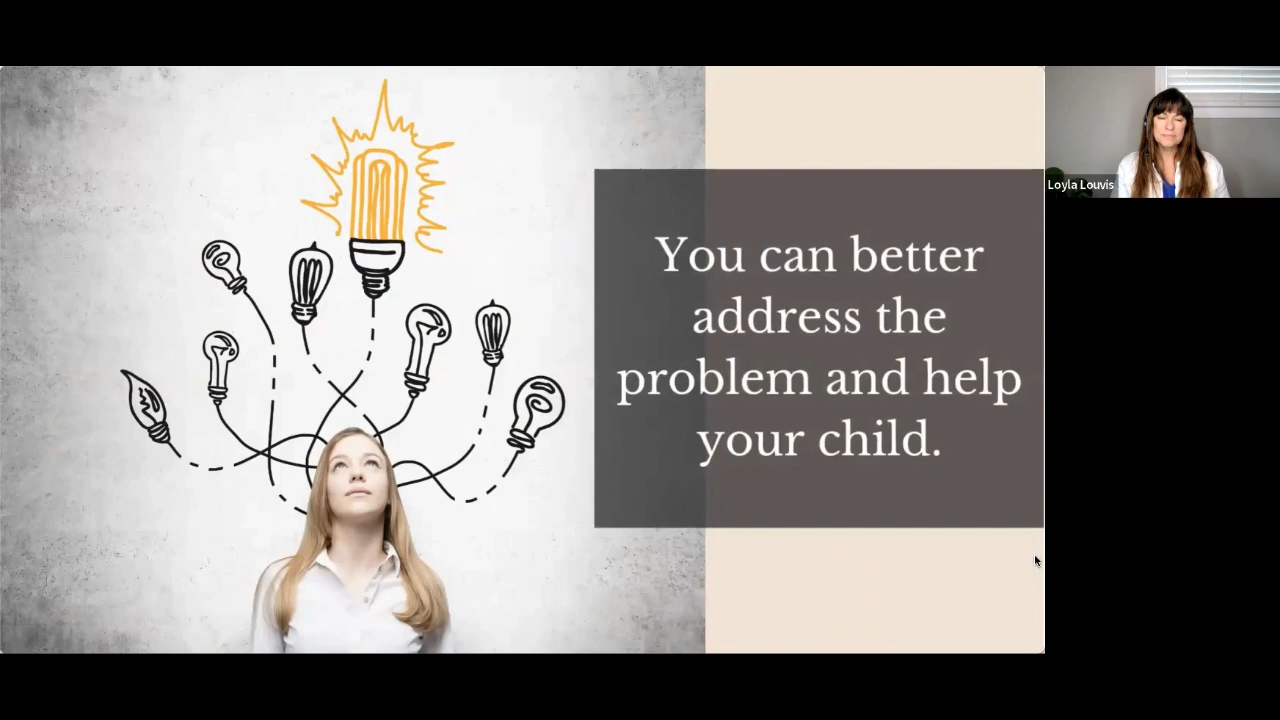 You can better
address the
problem and help
your child.
Loyla Louvis